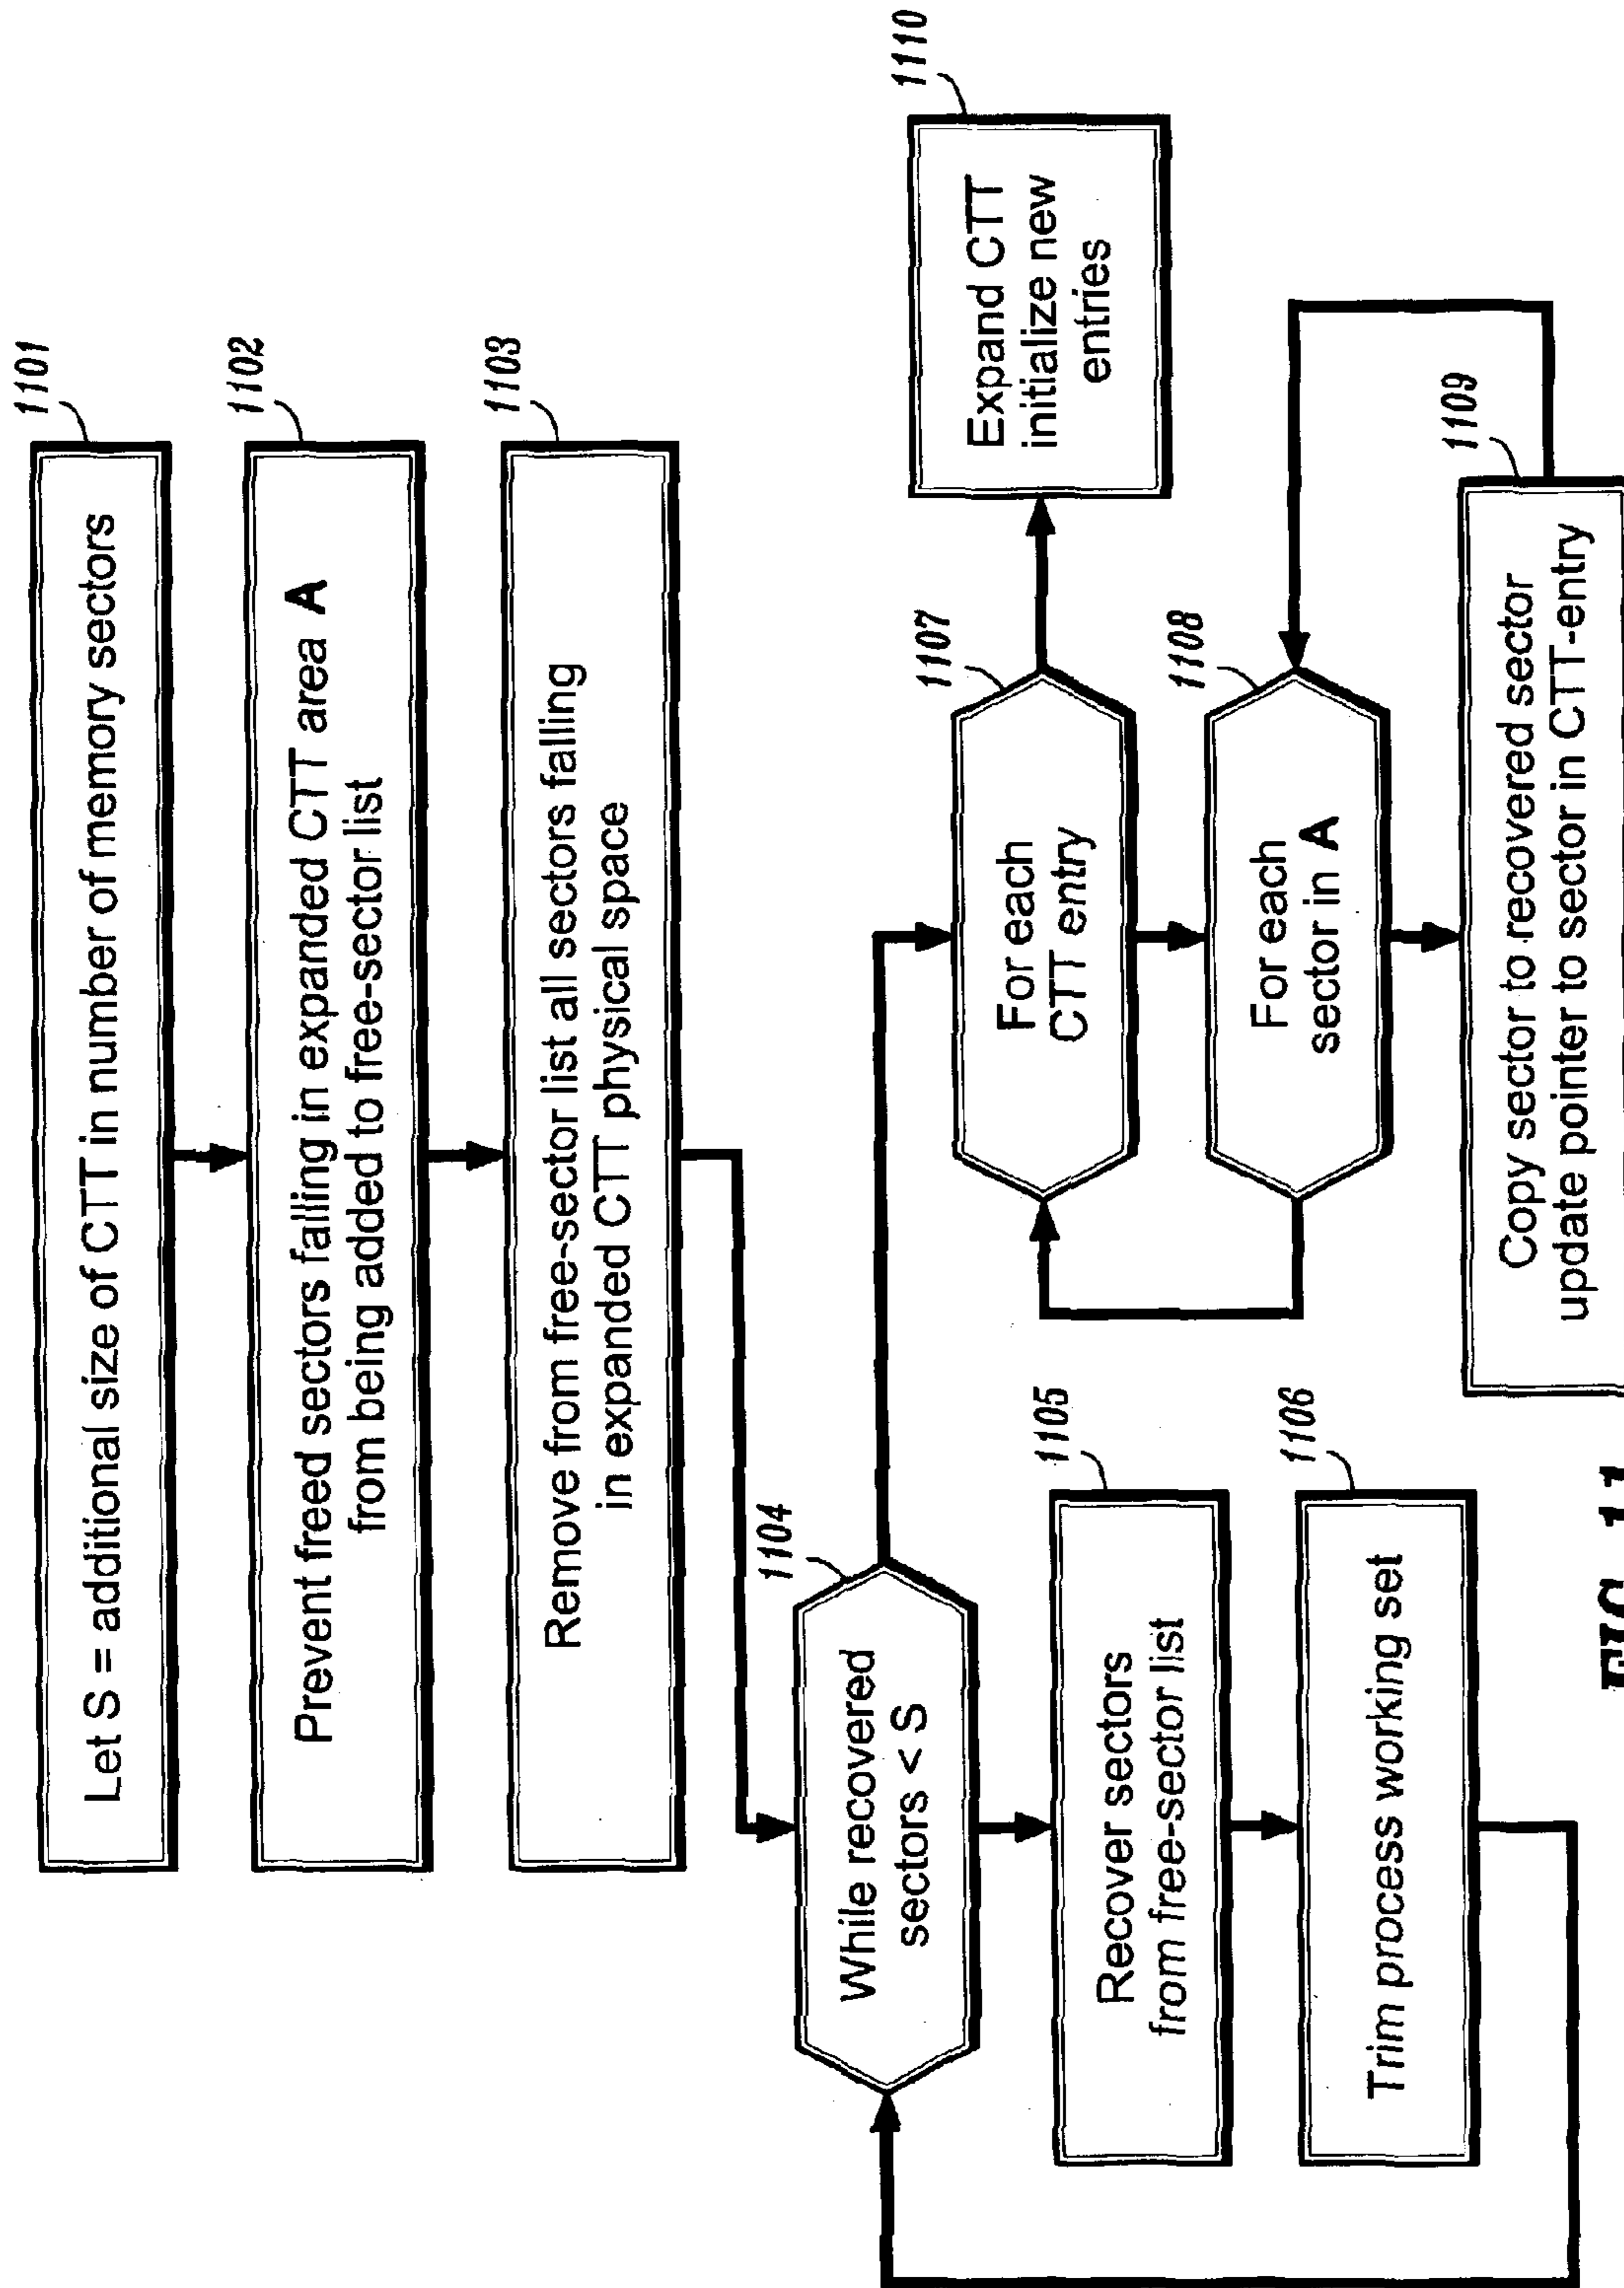 1101
Let S = additional size of CTT in number of memory sectors
1102
Prevent freed sectors falling in expanded CTT area A
from being added to free-sector list
1103
Remove from free-sector list all sectors falling
in expanded CTT physical space
1104
While recovered
sectors < S
1105
Recover sectors
from free-sector list
1106
Trim process working set
1107
For each
CTT entry
1108
For each
sector in A
1109
Copy sector to recovered sector
update pointer to sector in CTT-entry
1110
Expand CTT
initialize new
entries
FIG. 11